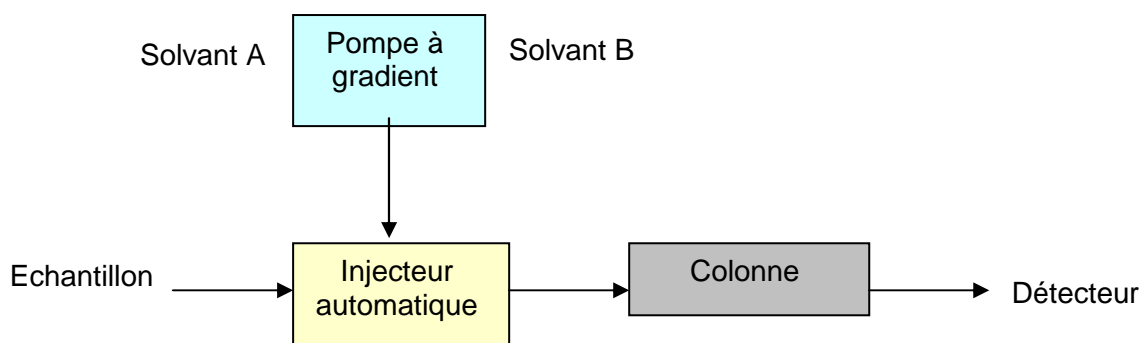 Solvant A
Pompe à
gradient
Solvant B
Echantillon
Injecteur
automatique
Colonne
Détecteur